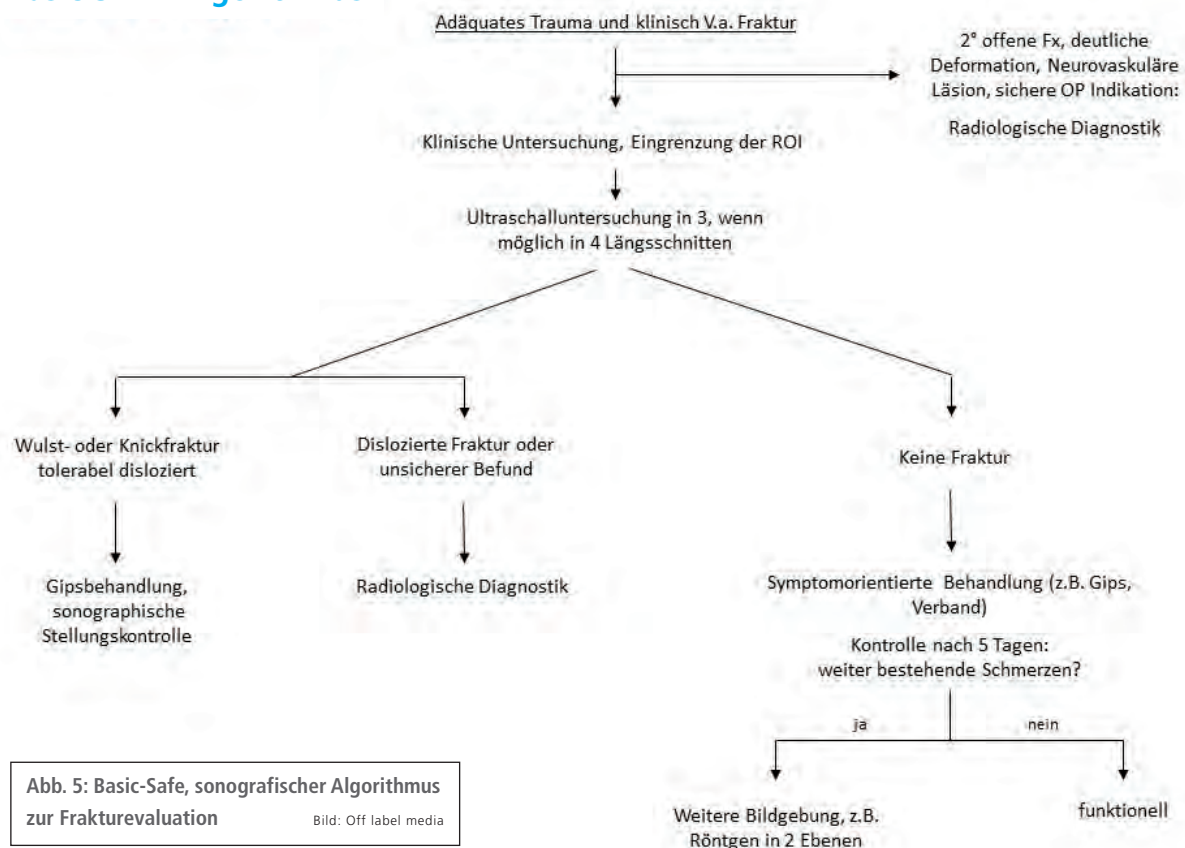 Adäquates Trauma und klinisch V.a. Fraktur
2° offene Fx, deutliche
Deformation, Neurovaskuläre
Läsion, sichere OP Indikation:
Radiologische Diagnostik
Klinische Untersuchung, Eingrenzung der ROI
Ultraschalluntersuchung in 3, wenn
möglich in 4 Längsschnitten
Wulst- oder Knickfraktur
tolerabel disloziert
Dislozierte Fraktur oder
unsicherer Befund
Keine Fraktur
Gipsbehandlung,
sonographische
Stellungskontrolle
Radiologische Diagnostik
Symptomorientierte Behandlung (z.B. Gips,
Verband)
Kontrolle nach 5 Tagen:
weiter bestehende Schmerzen?
ja
nein
Weitere Bildgebung, z.B.
Röntgen in 2 Ebenen
funktionell
Abb. 5: Basic-Safe, sonografischer Algorithmus
zur Frakturevaluation
Bild: Off label media